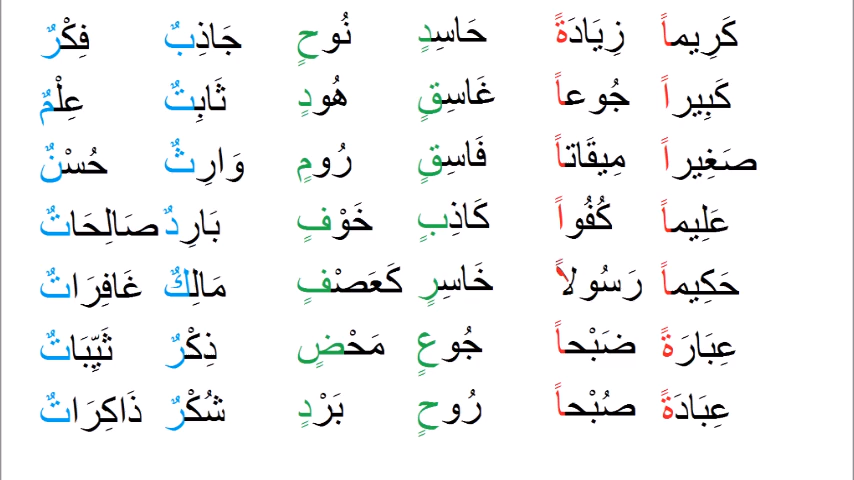 كَرِيماً زِيَادَةً حَاسِدٍ نُوحٍ جَاذِبٌ فِكْرٌ
كَبِيراً جُوعاً غَاسِقٍ هُودٍ ثَابِتٌ عِلْمٌ
صَغِيراً مِيقَاتاً فَاسِقٍ رُومٍ وَارِثٌ حُسْنٌ
عَلِيماً كُفُواً كَاذِبٍ خَوْفٍ بَارِدٌ صَالِحَاتٌ
حَكِيماً رَسُولاً خَاسِرٍ كَعَصْفٍ مَالِكٌ غَافِرَاتٌ
عِبَارَةً ضَبْحاً جُوعٍ مَحْضٍ ذِكْرٌ ثَيِّبَاتٌ
عِبَادَةً صُبْحاً رُوحٍ بَرْدٍ شُكْرٌ ذَاكِرَاتٌ